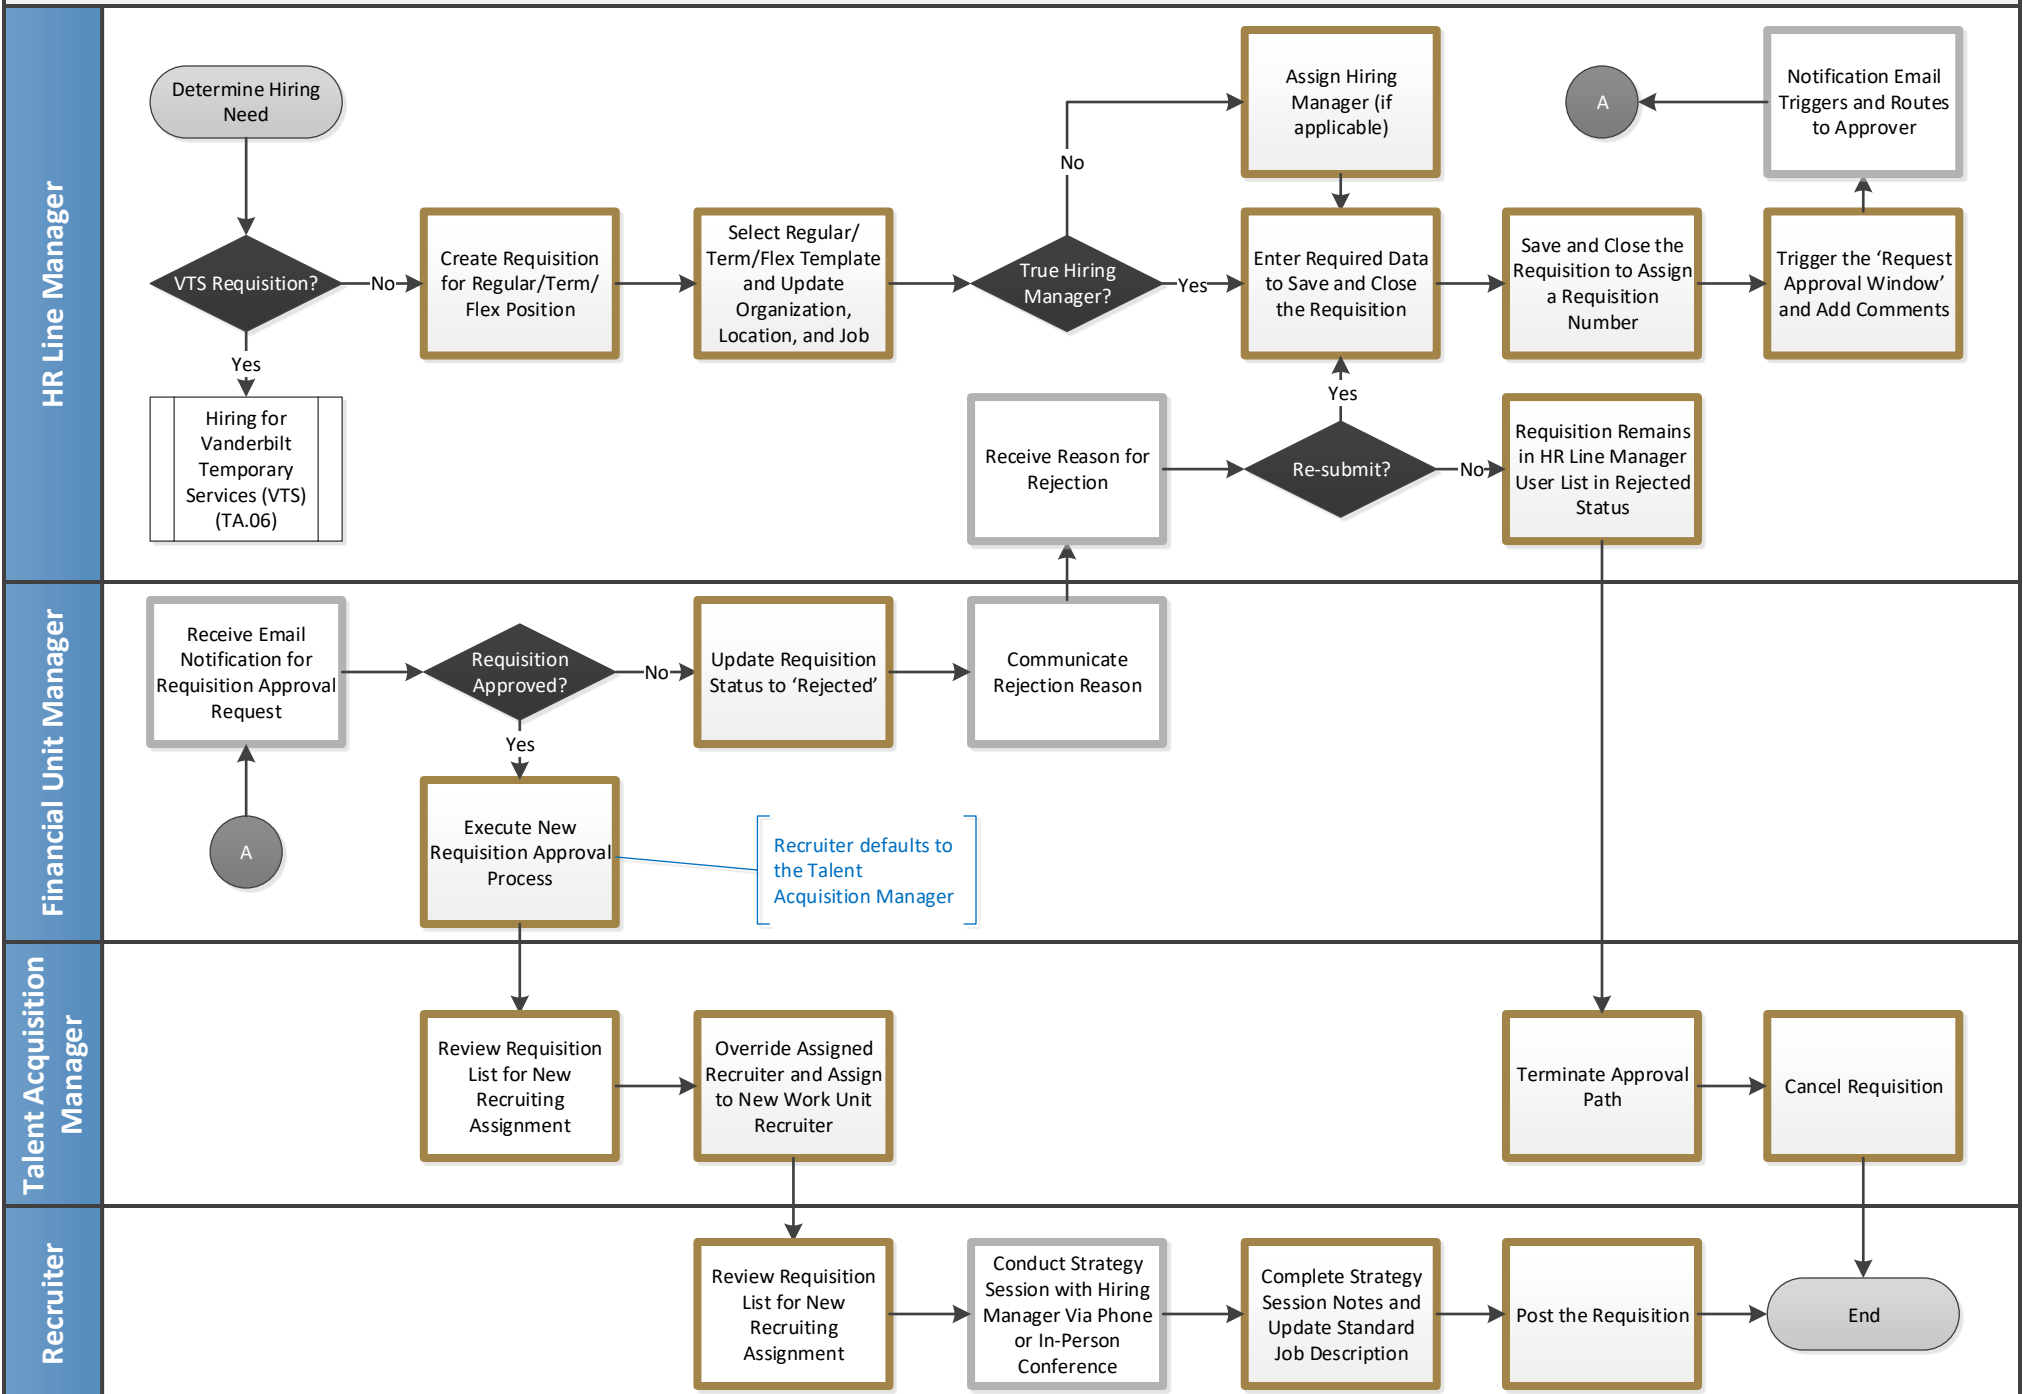 HR Line Manager
Determine Hiring
Need
VTS Requisition?
No
Yes
Hiring for
Vanderbilt
Temporary
Services (VTS)
(TA.06)
Create Requisition
for Regular/Term/
Flex Position
Select Regular/
Term/Flex Template
and Update
Organization,
Location, and Job
True Hiring
Manager?
No
Yes
Assign Hiring
Manager (if
applicable)
Enter Required Data
to Save and Close
the Requisition
Save and Close the
Requisition to Assign
a Requisition
Number
Trigger the ‘Request
Approval Window’
and Add Comments
Notification Email
Triggers and Routes
to Approver
A
Receive Reason for
Rejection
Re-submit?
Yes
No
Requisition Remains
in HR Line Manager
User List in Rejected
Status
Financial Unit Manager
Receive Email
Notification for
Requisition Approval
Request
A
Requisition
Approved?
No
Yes
Update Requisition
Status to ‘Rejected’
Communicate
Rejection Reason
Execute New
Requisition Approval
Process
Recruiter defaults to
the Talent
Acquisition Manager
Talent Acquisition
Manager
Review Requisition
List for New
Recruiting
Assignment
Override Assigned
Recruiter and Assign
to New Work Unit
Recruiter
Terminate Approval
Path
Cancel Requisition
Recruiter
Review Requisition
List for New
Recruiting
Assignment
Conduct Strategy
Session with Hiring
Manager Via Phone
or In-Person
Conference
Complete Strategy
Session Notes and
Update Standard
Job Description
Post the Requisition
End